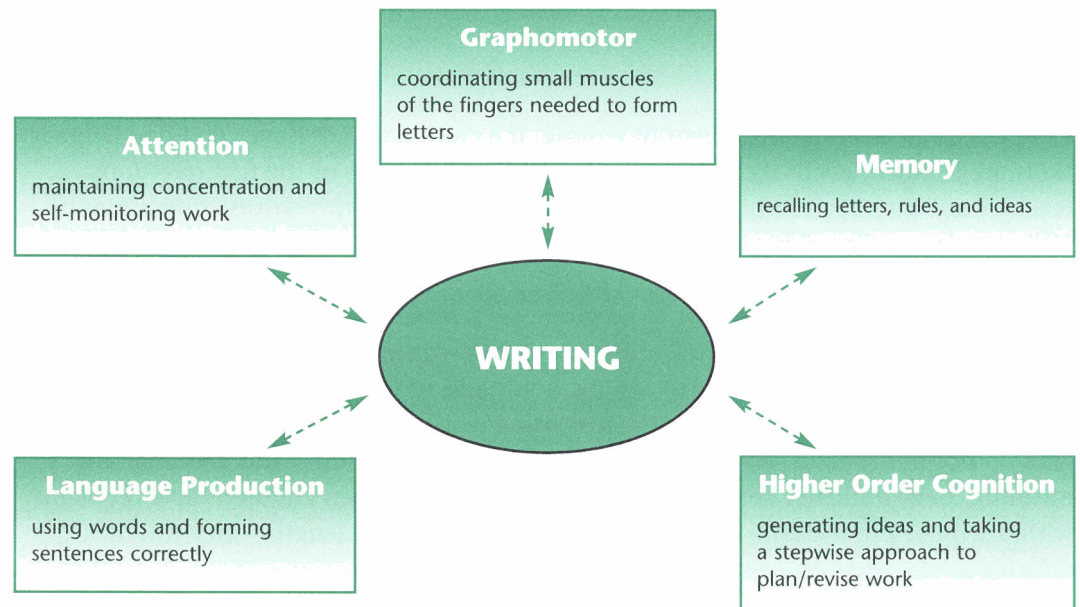 Graphomotor
coordinating small muscles
of the fingers needed to form
letters
Attention
maintaining concentration and
self-monitoring work
Memory
recalling letters, rules, and ideas
WRITING
Language Production
using words and forming
sentences correctly
Higher Order Cognition
generating ideas and taking
a stepwise approach to
plan/revise work